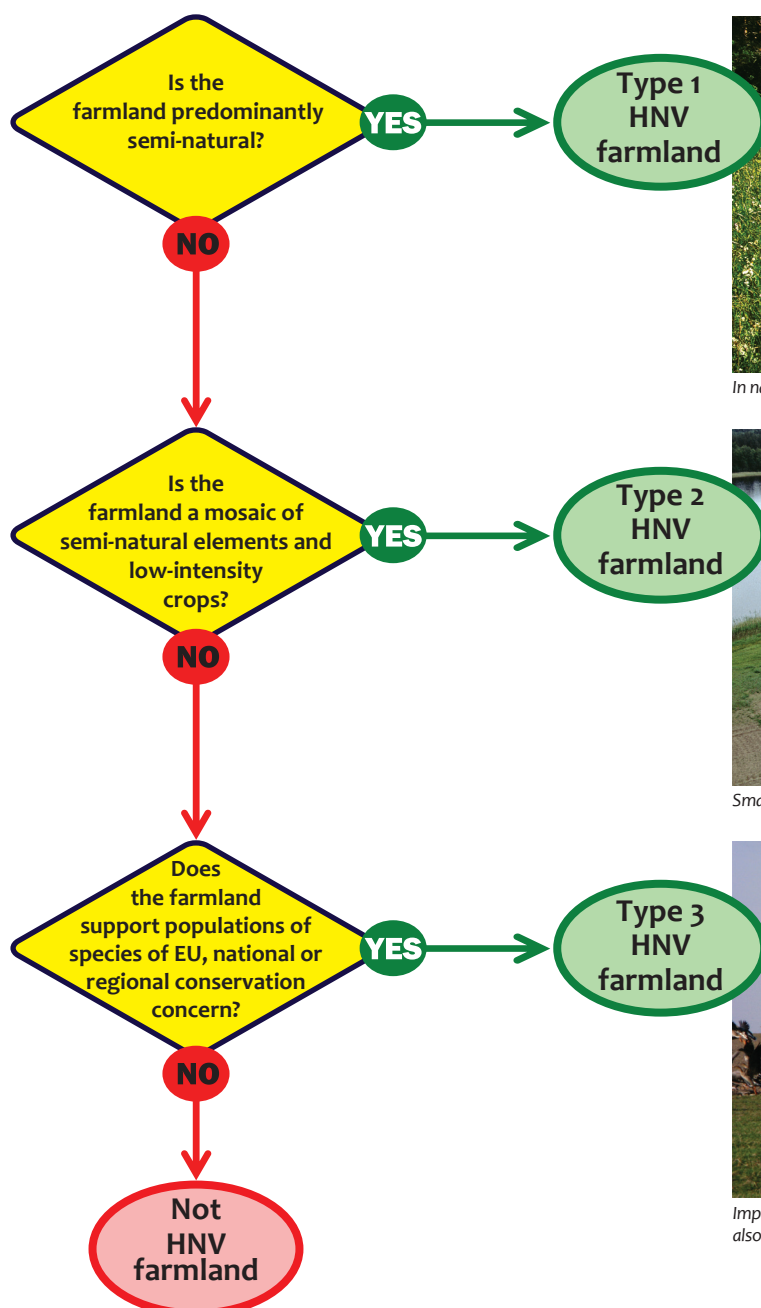 Is the
farmland predominantly
semi-natural?
YES
Type 1
HNV
farmland
NO
In
Is the
farmland a mosaic of
semi-natural elements and
low-intensity
crops?
YES
Type 2
HNV
farmland
NO
Does
the farmland
support populations of
species of EU, national or
regional conservation
concern?
YES
Type 3
HNV
farmland
NO
also
Not
HNV
farmland